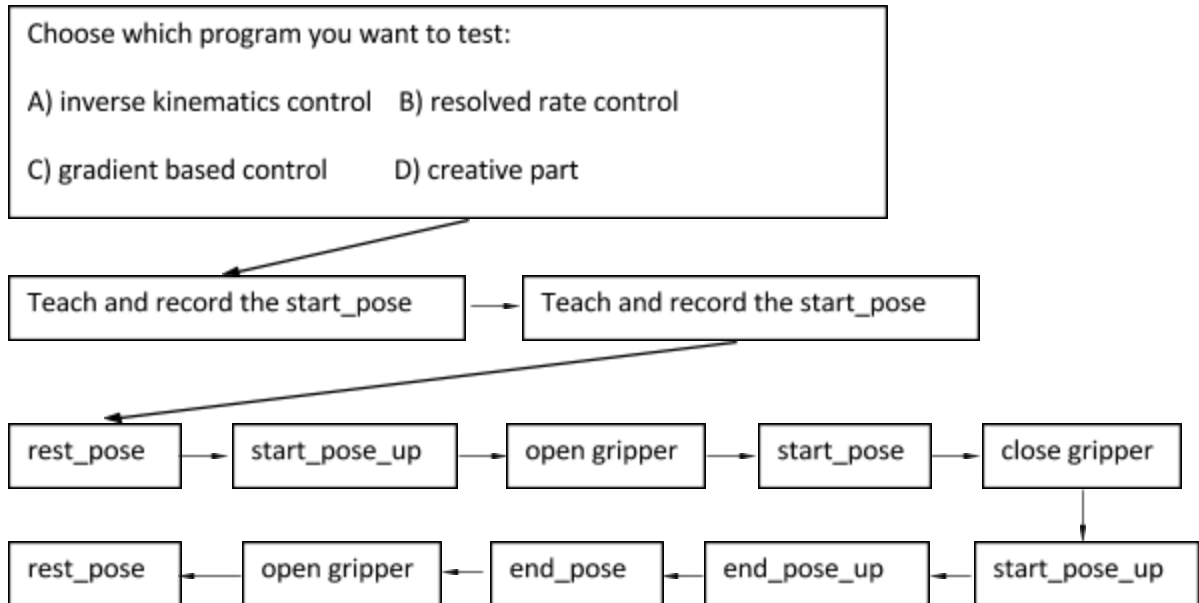 Choose which program you want to test:
A) inverse kinematics control B) resolved rate control
C) gradient based control D) creative part
Teach and record the start_pose
Teach and record the start_pose
rest_pose
start_pose_up
open gripper
start_pose
close gripper
start_pose_up
end_pose_up
end_pose
open gripper
rest_pose